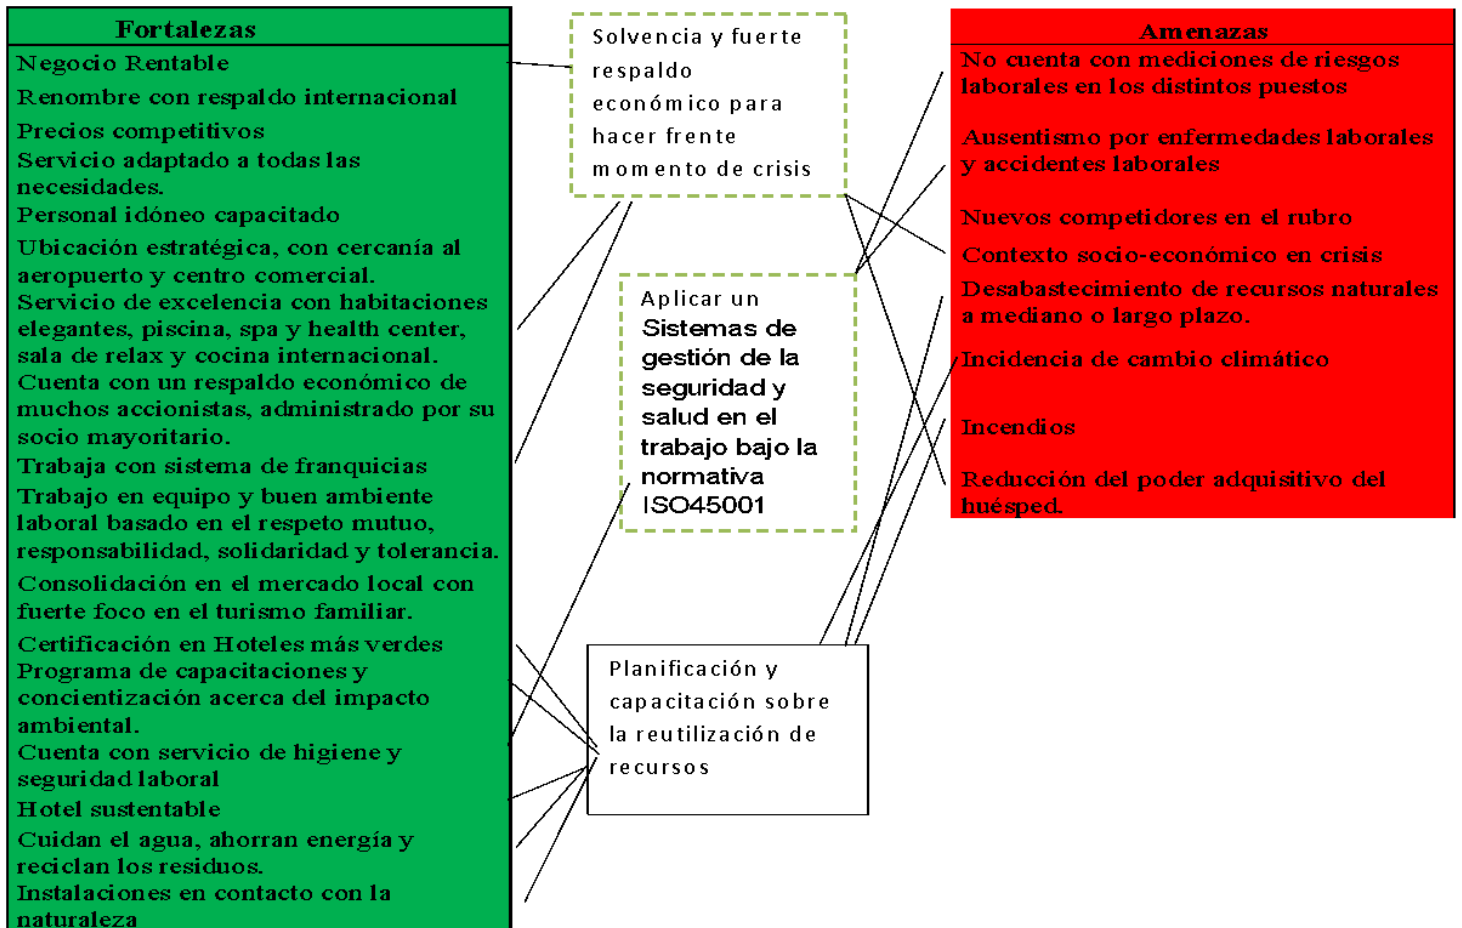 Fortalezas
Negocio Rentable
Renombre con respaldo internacional
Precios competitivos
Servicio adaptado a todas las
necesidades.
Personal idóneo capacitado
Ubicación estratégica, con cercanía al
aeropuerto y centro comercial.
Servicio de excelencia con habitaciones
elegantes, piscina, spa y health center,
sala de relax y cocina internacional.
Cuenta con un respaldo económico de
muchos accionistas, administrado por su
socio mayoritario.
Trabaja con sistema de franquicias
Trabajo en equipo y buen ambiente
laboral basado en el respeto mutuo,
responsabilidad, solidaridad y tolerancia.
Consolidación en el mercado local con
fuerte foco en el turismo familiar.
Certificación en Hoteles más verdes
Programa de capacitaciones y
concientización acerca del impacto
ambiental.
Cuenta con servicio de higiene y
seguridad laboral
Hotel sustentable
Cuidan el agua, ahorran energía y
reciclan los residuos.
Instalaciones en contacto con la
naturaleza
Solvencia y fuerte
respaldo
económico para
hacer frente
momento de crisis
Aplicar un
Sistemas de
gestión de la
seguridad y
salud en el
trabajo bajo la
normativa
ISO45001
Planificación y
capacitación sobre
la reutilización de
recursos
Amenazas
No cuenta con mediciones de riesgos
laborales en los distintos puestos
Ausentismo por enfermedades laborales
y accidentes laborales
Nuevos competidores en el rubro
Contexto socio-económico en crisis
Desabastecimiento de recursos naturales
a mediano o largo plazo.
Incidencia de cambio climático
Incendios
Reducción del poder adquisitivo del
huésped.